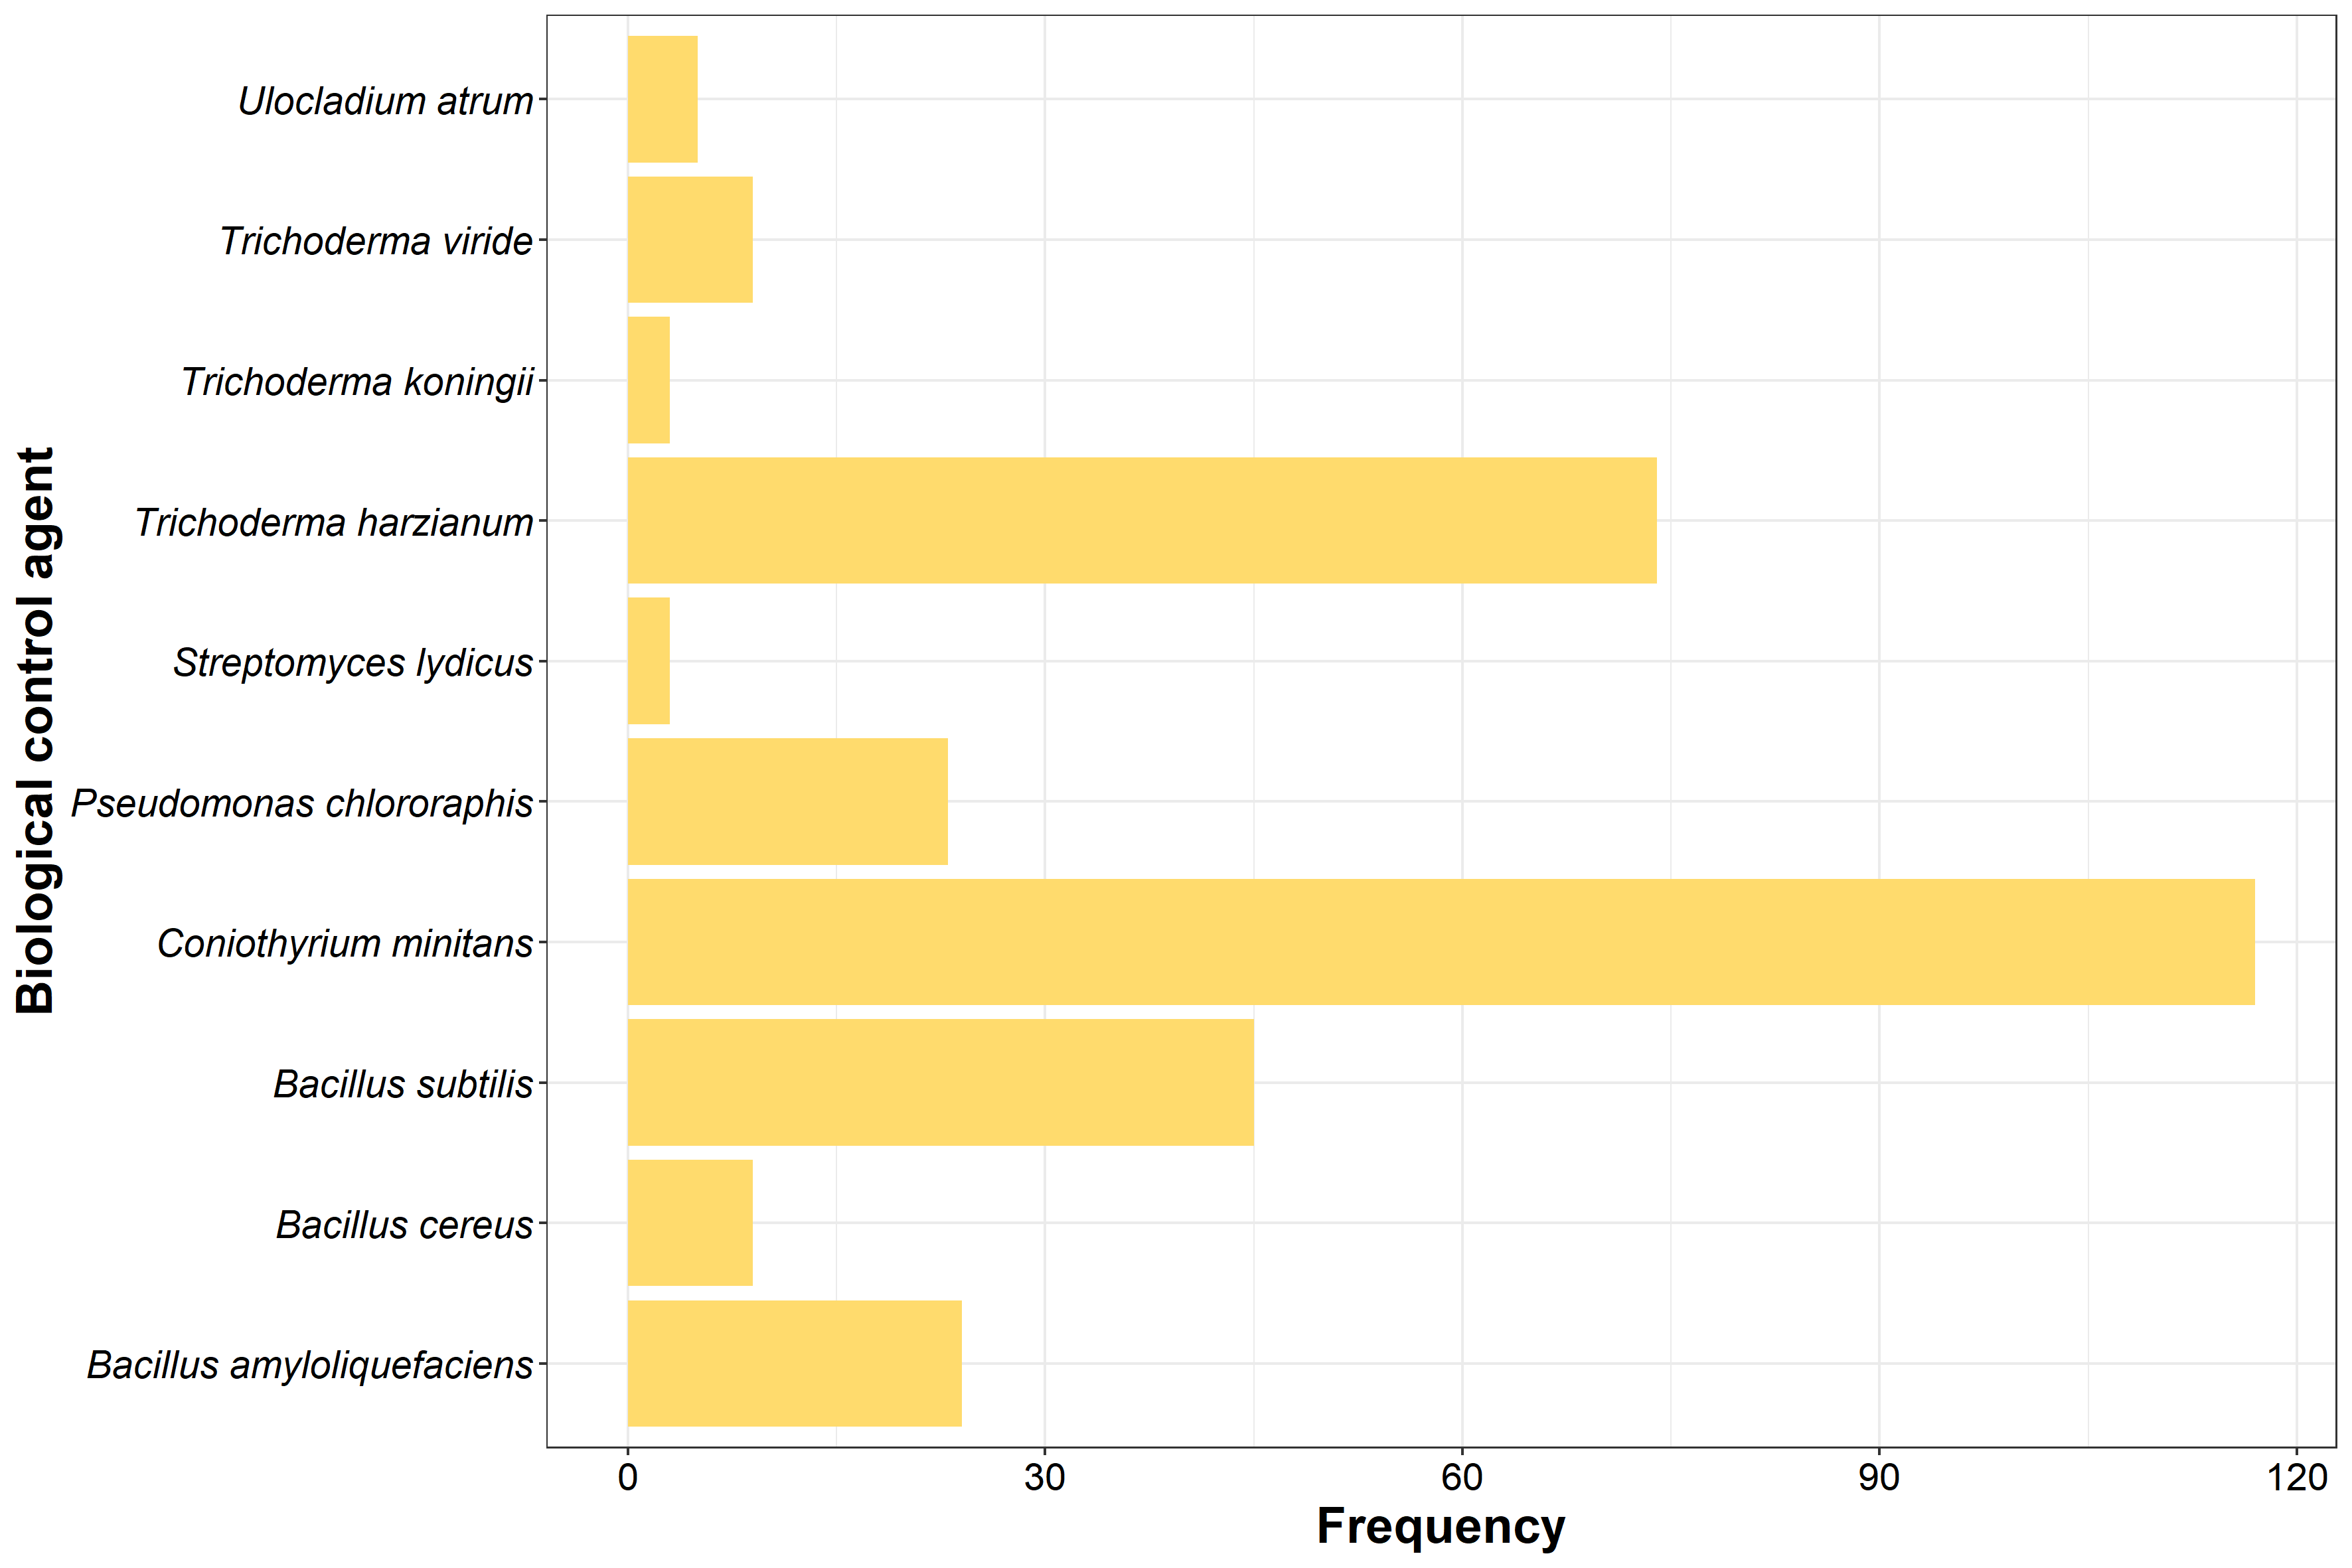 Biological control agent
Ulocladium atrum
Trichoderma viride
Trichoderma koningii
Trichoderma harzianum
Streptomyces lydicus
Pseudomonas chlororaphis
Coniothyrium minitans
Bacillus subtilis
Bacillus cereus
Bacillus amyloliquefaciens
0 30 60 90 120
Frequency